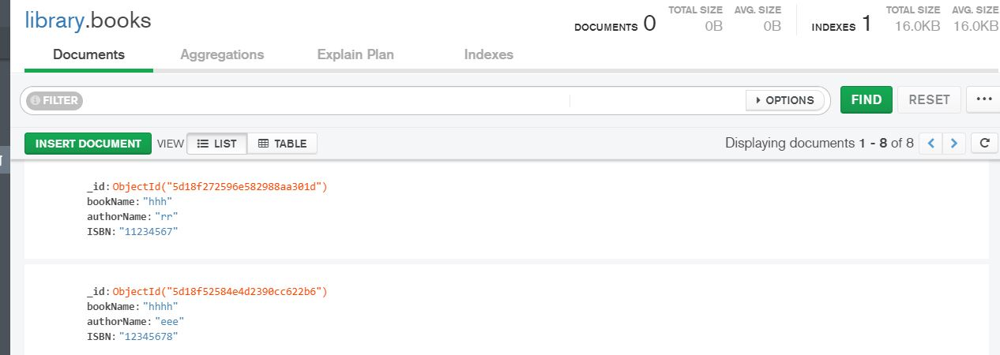 library.books
DOCUMENTS 0 TOTAL SIZE 0B AVG. SIZE 0B INDEXES 1 TOTAL SIZE 16.0KB AVG. SIZE 16.0KB
Documents Aggregations Explain Plan Indexes
FILTER OPTIONS FIND RESET ...
INSERT DOCUMENT VIEW LIST TABLE Displaying documents 1 - 8 of 8
_id: ObjectId("5d18f272596e582988aa301d")
bookName: "hhh"
authorName: "rr"
ISBN: "11234567"
_id: ObjectId("5d18f52584e4d2390cc622b6")
bookName: "hhhh"
authorName: "eee"
ISBN: "12345678"